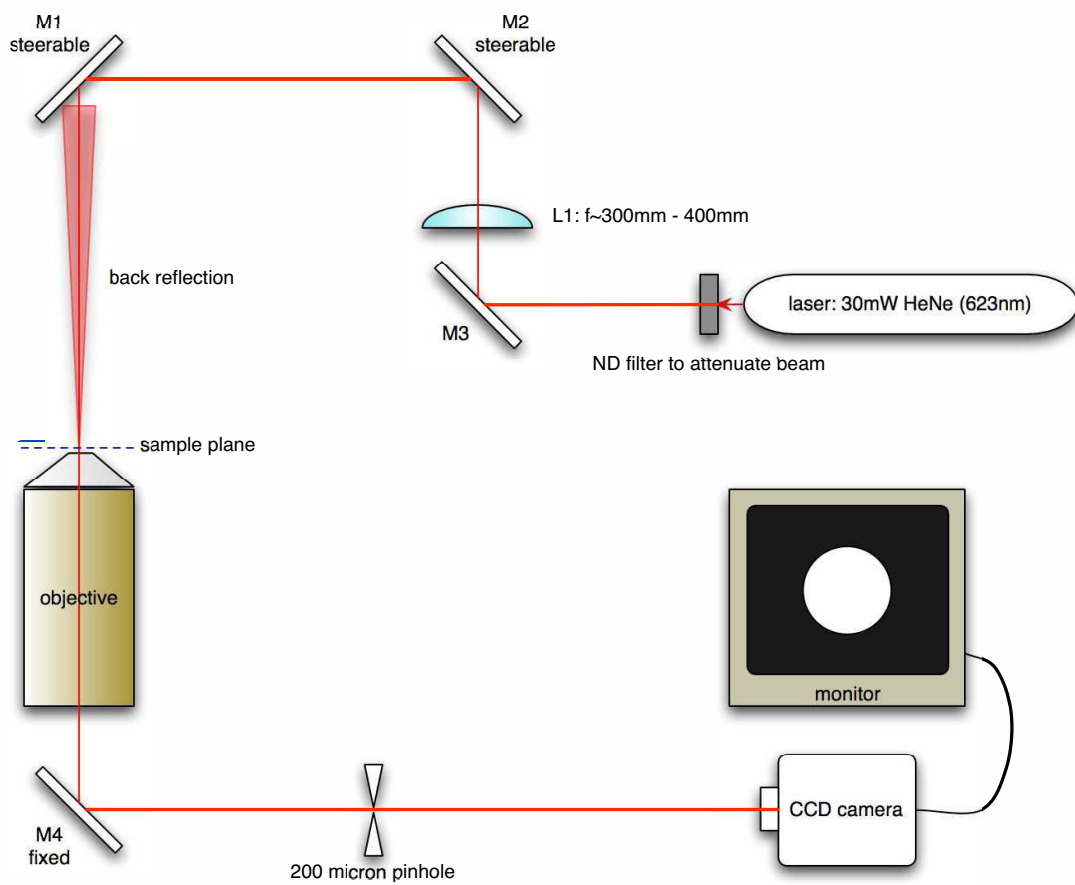 M1
steerable
M2
steerable
L1: f~300mm - 400mm
back reflection
laser: 30mW HeNe (623nm)
M3
ND filter to attenuate beam
sample plane
objective
monitor
CCD camera
M4
fixed
200 micron pinhole